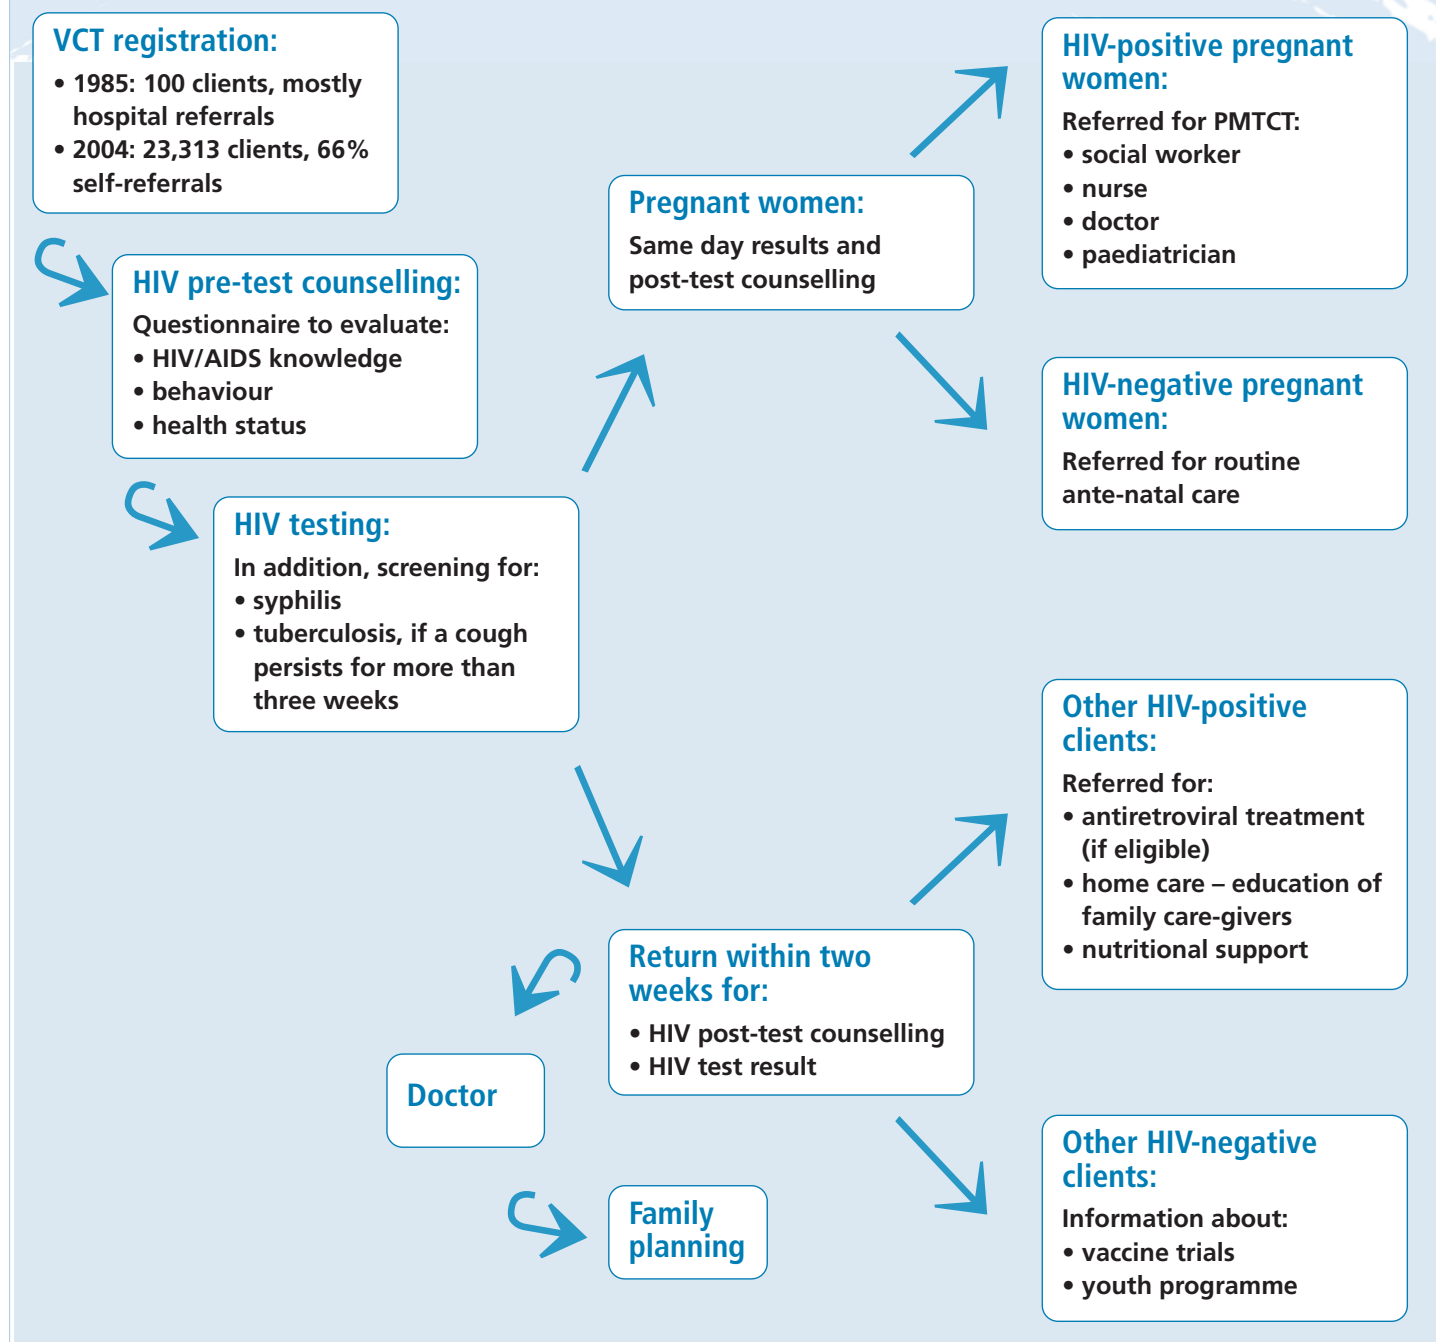 VCT registration:
• 1985: 100 clients, mostly
hospital referrals
• 2004: 23,313 clients, 66%
self-referrals
HIV pre-test counselling:
Questionnaire to evaluate:
• HIV/AIDS knowledge
• behaviour
• health status
HIV testing:
In addition, screening for:
• syphilis
• tuberculosis, if a cough
persists for more than
three weeks
Pregnant women:
Same day results and
post-test counselling
HIV-positive pregnant
women:
Referred for PMTCT:
• social worker
• nurse
• doctor
• paediatrician
HIV-negative pregnant
women:
Referred for routine
ante-natal care
Return within two
weeks for:
• HIV post-test counselling
• HIV test result
Doctor
Family
planning
Other HIV-positive
clients:
Referred for:
• antiretroviral treatment
(if eligible)
• home care – education of
family care-givers
• nutritional support
Other HIV-negative
clients:
Information about:
• vaccine trials
• youth programme